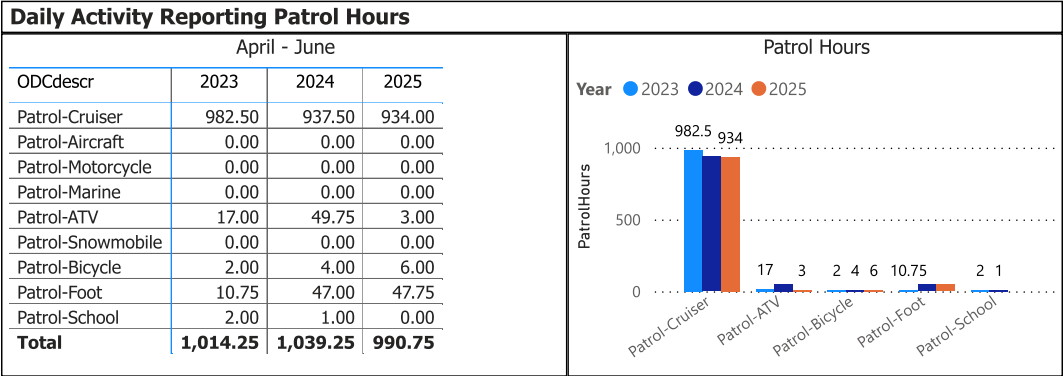 Daily Activity Reporting Patrol Hours
April - June
ODCdescr 2023 2024 2025
Patrol-Cruiser 982.50 937.50 934.00
Patrol-Aircraft 0.00 0.00 0.00
Patrol-Motorcycle 0.00 0.00 0.00
Patrol-Marine 0.00 0.00 0.00
Patrol-ATV 17.00 49.75 3.00
Patrol-Snowmobile 0.00 0.00 0.00
Patrol-Bicycle 2.00 4.00 6.00
Patrol-Foot 10.75 47.00 47.75
Patrol-School 2.00 1.00 0.00
Total 1,014.25 1,039.25 990.75
Patrol Hours
Year 2023 2024 2025
PatrolHours
982.5 934
1,000
500
17 3 2 4 6 10.75 2 1
0
Patrol-Cruiser Patrol-ATV Patrol-Bicycle Patrol-Foot Patrol-School